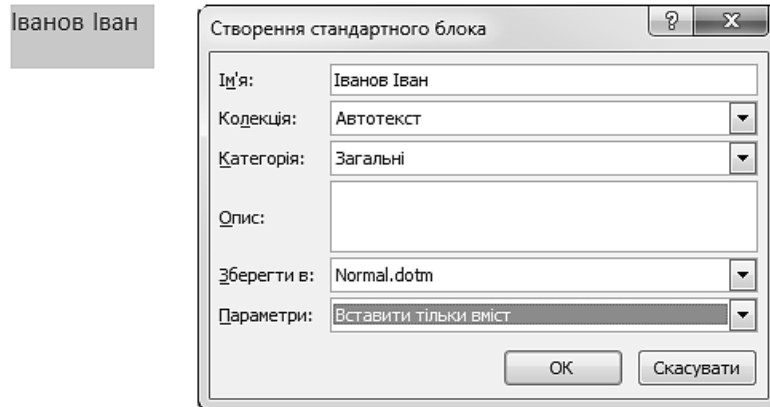 Іванов Іван
Створення стандартного блока
Ім'я: Іванов Іван
Колекція: Автотекст
Категорія: Загальні
Опис:
Зберегти в: Normal.dotm
Параметри: Вставити тільки вміст
ОК Скасувати